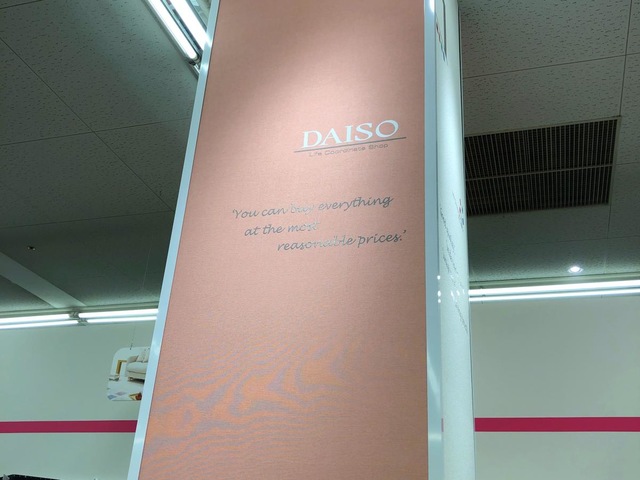 DAISO
Life Coordinate Shop
'You can buy everything
at the most
reasonable prices.'